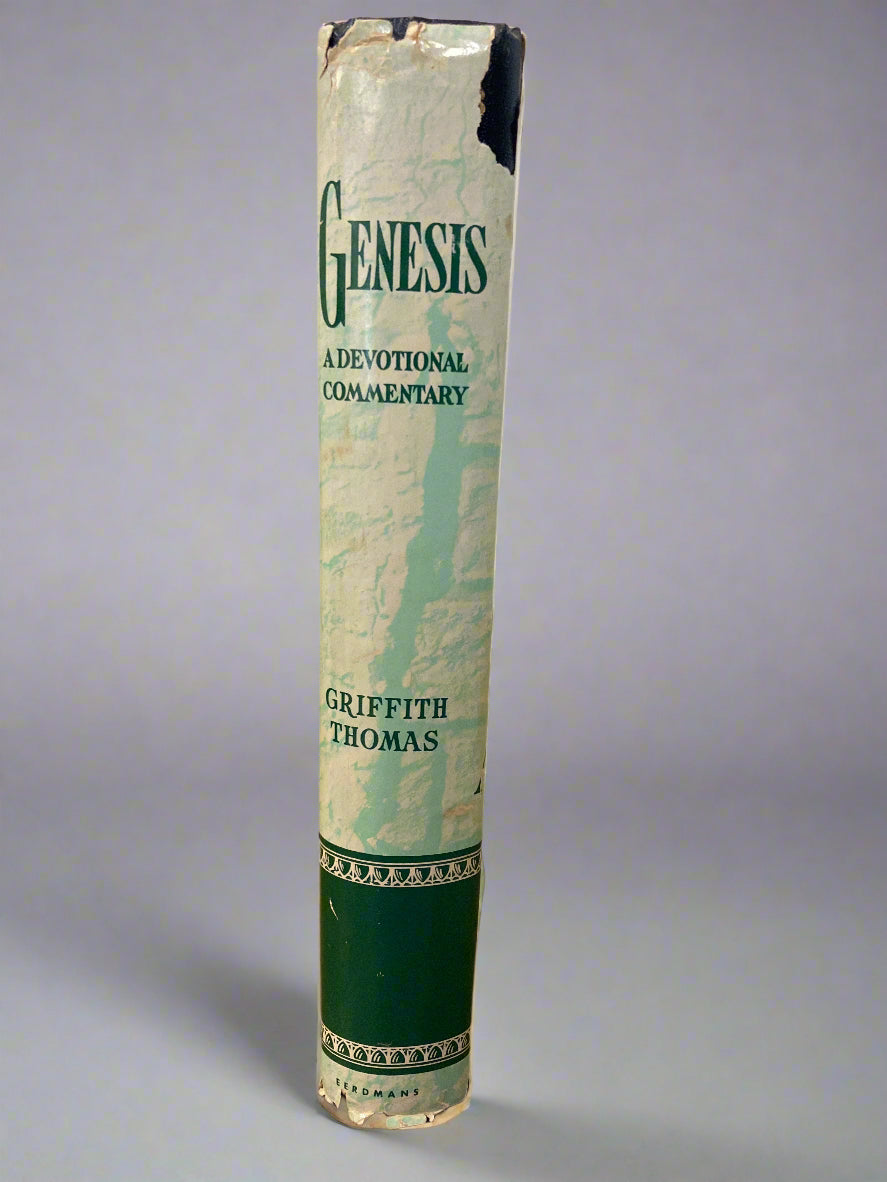 GENESIS
A DEVOTIONAL
COMMENTARY
GRIFFITH
THOMAS
EERDMANS